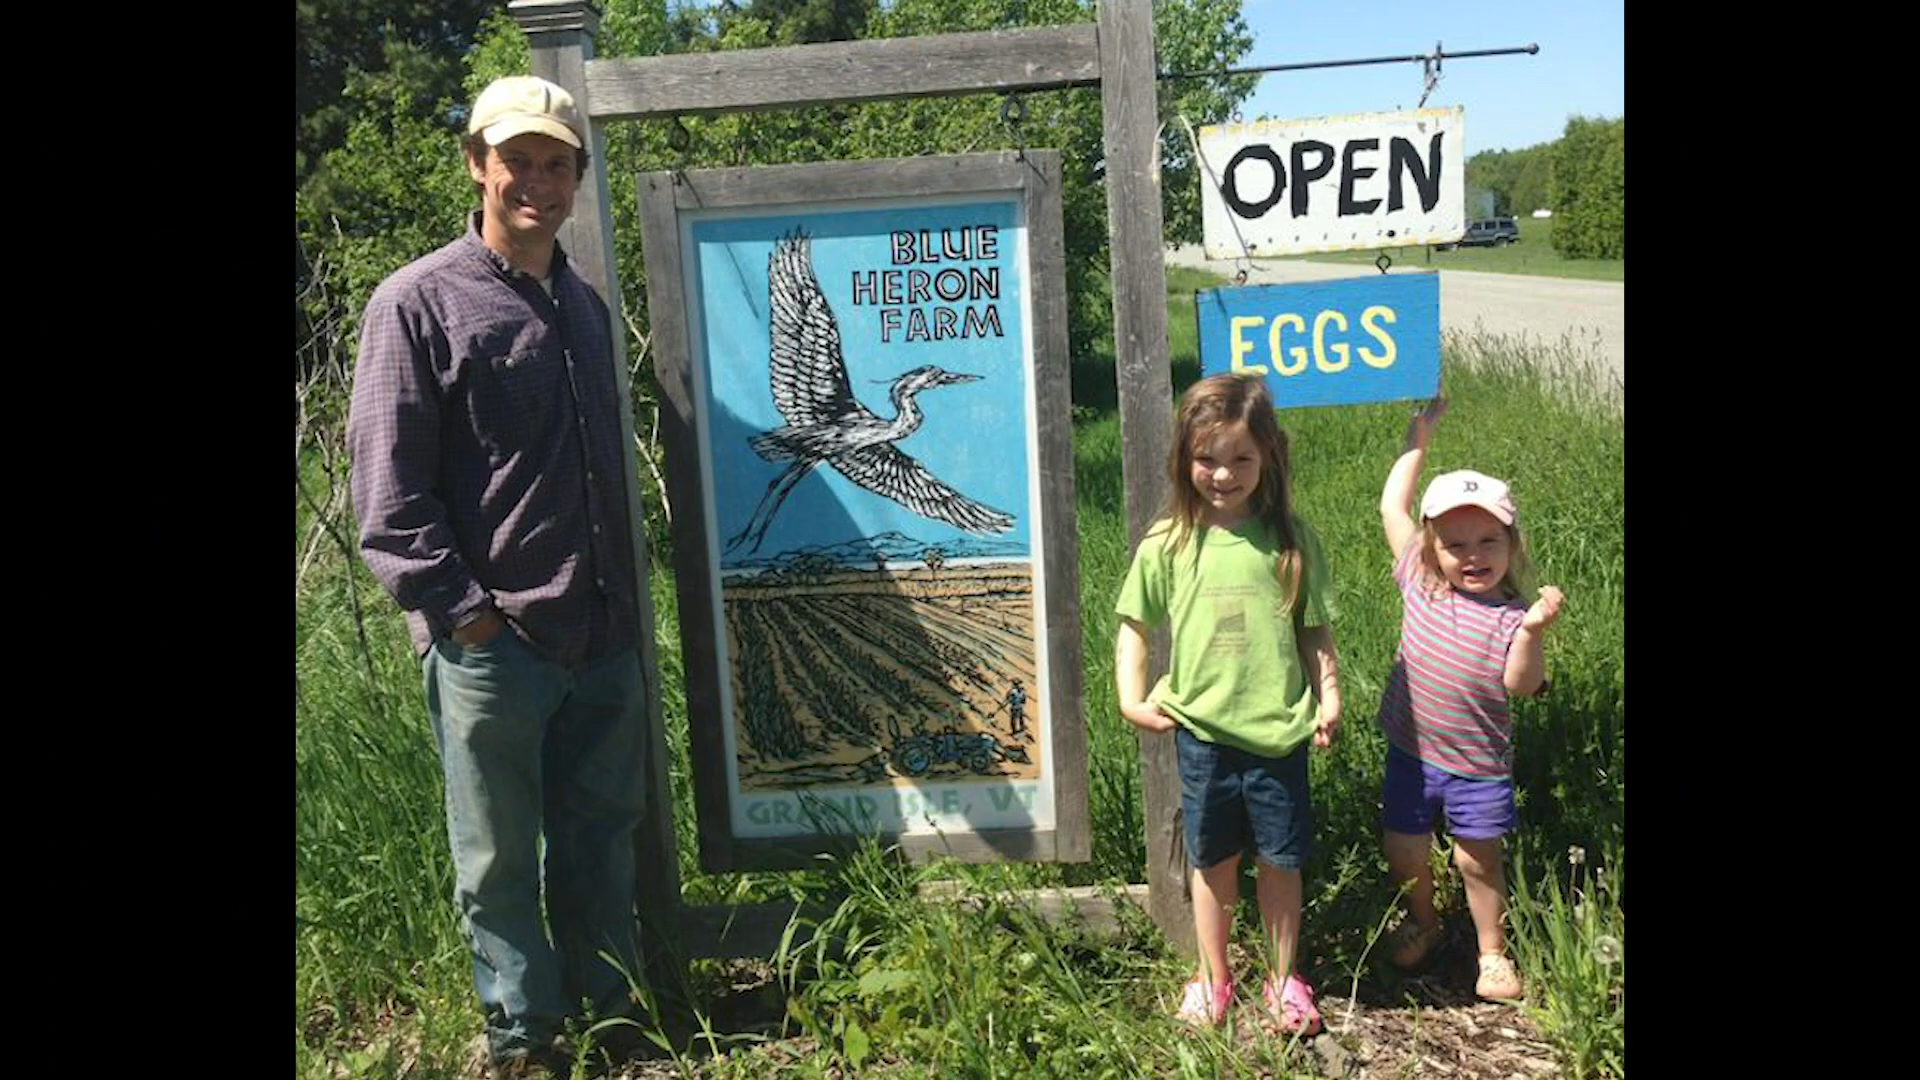 BLUE
HERON
FARM
GRAND ISLE, VT
OPEN
EGGS
D